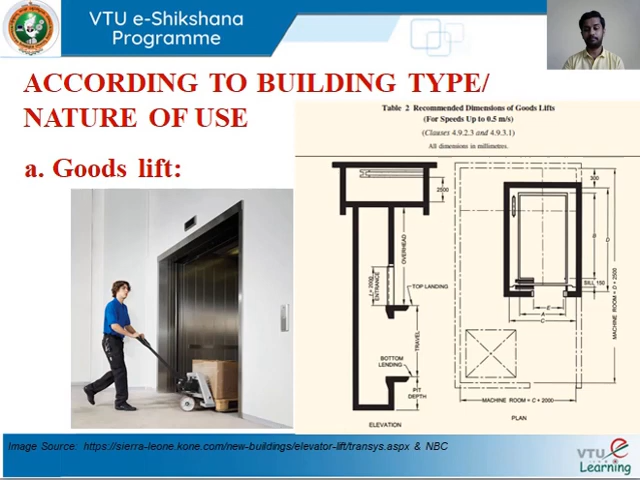 VTU e-Shikshana
Programme
ACCORDING TO BUILDING TYPE/
NATURE OF USE
a. Goods lift:
Table 2 Recommended Dimensions of Goods Lifts
(For Speeds Up to 0.5 m/s)
(Clauses 4.9.2.3 and 4.9.3.1)
All dimensions in millimetres.
2500
OVERHEAD
ENTRANCE
TOP LANDING
TRAVEL
BOTTOM
LENDING
PIT
DEPTH
ELEVATION
300
B
D
SILL 150
E
A
C
MACHINE ROOM = D + 2500
MACHINE ROOM = C + 2000
PLAN
Image Source: https://sierra-leone.kone.com/new-buildings/elevator-lift/transys.aspx & NBC
VTU e
Learning